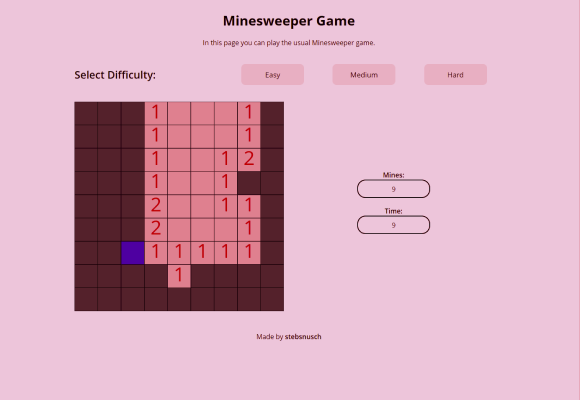 Minesweeper Game
In this page you can play the usual Minesweeper game.
Select Difficulty:
Easy
Medium
Hard
1 1
1 1
1 1 2
1 1
2 1 1
2 1
1 1 1 1 1
1
Mines:
9
Time:
9
Made by stebsnusch